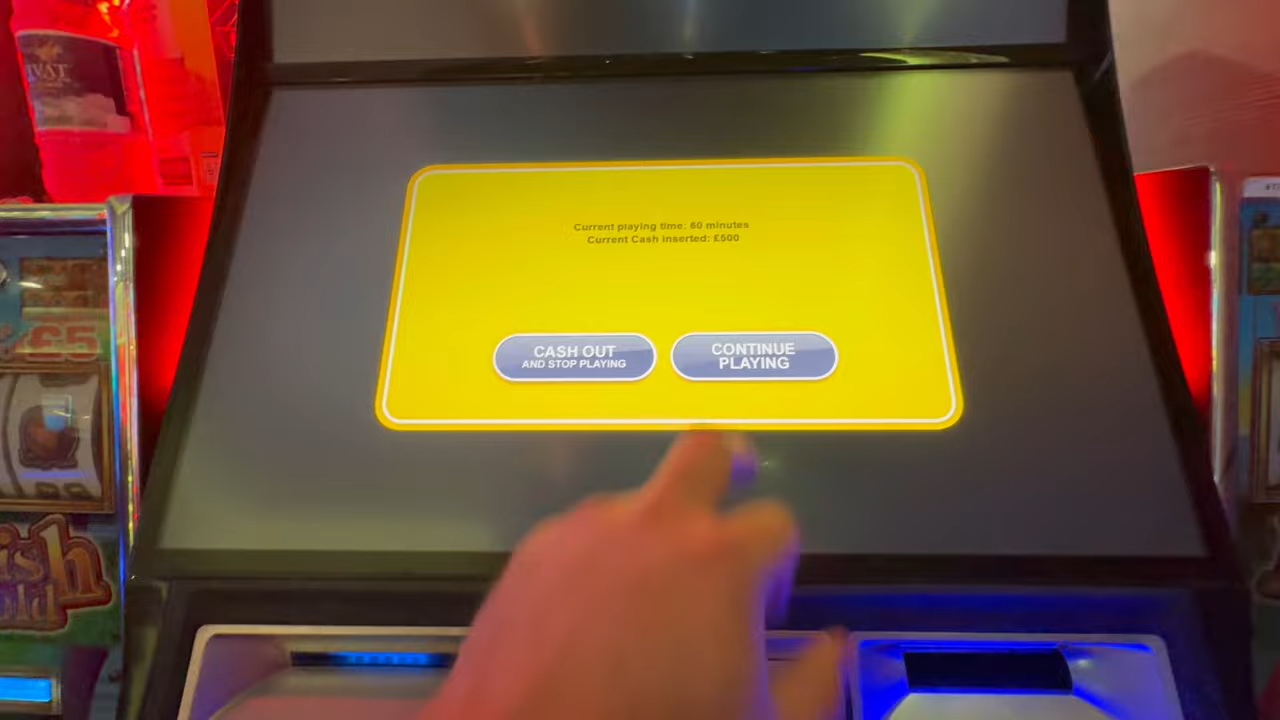 £5
Current playing time: 60 minutes
Current Cash inserted: £500
CASH OUT
AND STOP PLAYING
CONTINUE
PLAYING